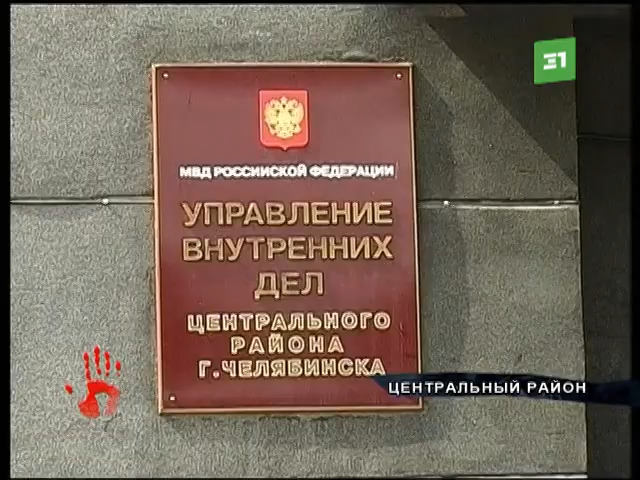 31
МВД РОССИЙСКОЙ ФЕДЕРАЦИИ
УПРАВЛЕНИЕ
ВНУТРЕННИХ
ДЕЛ
ЦЕНТРАЛЬНОГО
РАЙОНА
Г. ЧЕЛЯБИНСКА
ЦЕНТРАЛЬНЫЙ РАЙОН